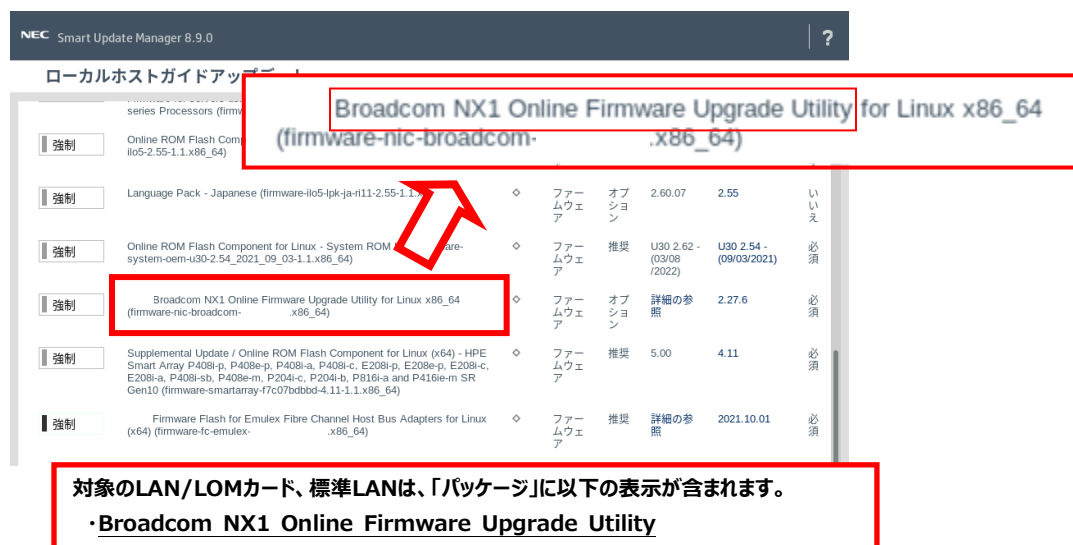 NEC Smart Update Manager 8.9.0
?
ローカルホストガイドアップデート
series Processors
Broadcom NX1 Online Firmware Upgrade Utility for Linux x86_64
(firmware-nic-broadcom- .x86_64)
強制
Online ROM Flash
ilo5-2.55-1.1.x86_64)
強制
Language Pack - Japanese (firmware-ilo5-lpk-ja-ri11-2.55-1.1.
◇
ファー
ムウェ
ア
オプ
ショ
ン
2.60.07
2.55
い
い
え
強制
Online ROM Flash Component for Linux - System ROM
system-oem-u30-2.54_2021_09_03-1.1.x86_64)
◇
ファー
ムウェ
ア
推奨
U30 2.62 -
(03/08
/2022)
U30 2.54 -
(09/03/2021)
必
須
強制
Broadcom NX1 Online Firmware Upgrade Utility for Linux x86_64
(firmware-nic-broadcom- .x86_64)
◇
ファー
ムウェ
ア
オプ
ショ
ン
詳細の参
照
2.27.6
必
須
強制
Supplemental Update / Online ROM Flash Component for Linux (x64) - HPE
Smart Array P408i-p, P408e-p, P408i-a, P408i-c, E208i-p, E208e-p, E208i-c,
E208i-a, P408i-sb, P408e-m, P204i-c, P204i-b, P816i-a and P416ie-m SR
Gen10 (firmware-smartarray-f7c07bdbbd-4.11-1.1.x86_64)
◇
ファー
ムウェ
ア
推奨
5.00
4.11
必
須
強制
Firmware Flash for Emulex Fibre Channel Host Bus Adapters for Linux
(x64) (firmware-fc-emulex- .x86_64)
◇
ファー
ムウェ
ア
推奨
詳細の参
照
2021.10.01
必
須
対象のLAN/LOMカード、標準LANは、「パッケージ」に以下の表示が含まれます。
・Broadcom NX1 Online Firmware Upgrade Utility